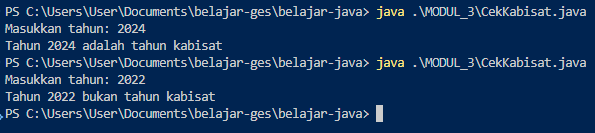 PS C:\Users\User\Documents\belajar-ges\belajar-java> java .\MODUL_3\CekKabisat.java
Masukkan tahun: 2024
Tahun 2024 adalah tahun kabisat
PS C:\Users\User\Documents\belajar-ges\belajar-java> java .\MODUL_3\CekKabisat.java
Masukkan tahun: 2022
Tahun 2022 bukan tahun kabisat
PS C:\Users\User\Documents\belajar-ges\belajar-java>